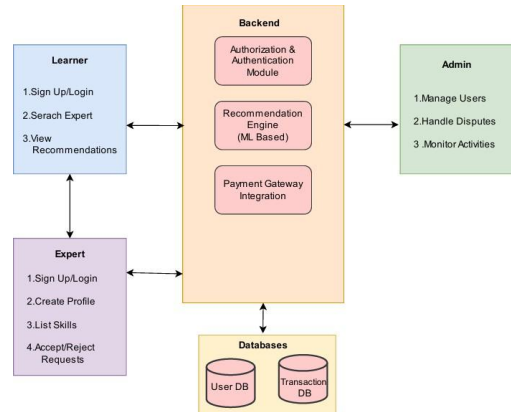 Learner
1.Sign Up/Login
2.Serach Expert
3.View
Recommendations
Backend
Authorization &
Authentication
Module
Recommendation
Engine
(ML Based)
Payment Gateway
Integration
Admin
1.Manage Users
2.Handle Disputes
3 .Monitor Activities
Expert
1.Sign Up/Login
2.Create Profile
3.List Skills
4.Accept/Reject
Requests
Databases
User DB
Transaction
DB